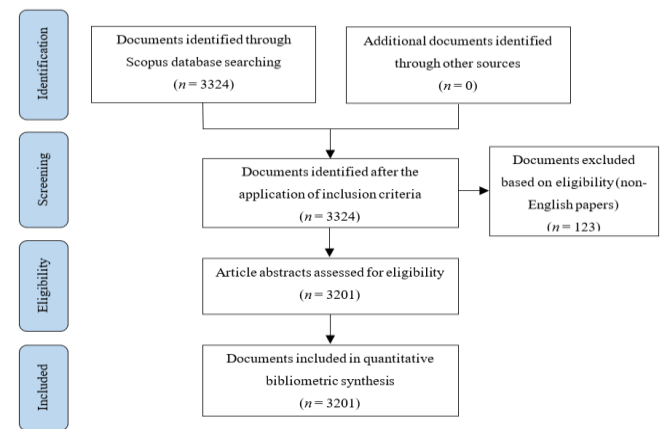 Identification
Documents identified through
Scopus database searching
(n = 3324)
Additional documents identified
through other sources
(n = 0)
Screening
Documents identified after the
application of inclusion criteria
(n = 3324)
Documents excluded
based on eligibility (non-
English papers)
(n = 123)
Eligibility
Article abstracts assessed for eligibility
(n = 3201)
Included
Documents included in quantitative
bibliometric synthesis
(n = 3201)